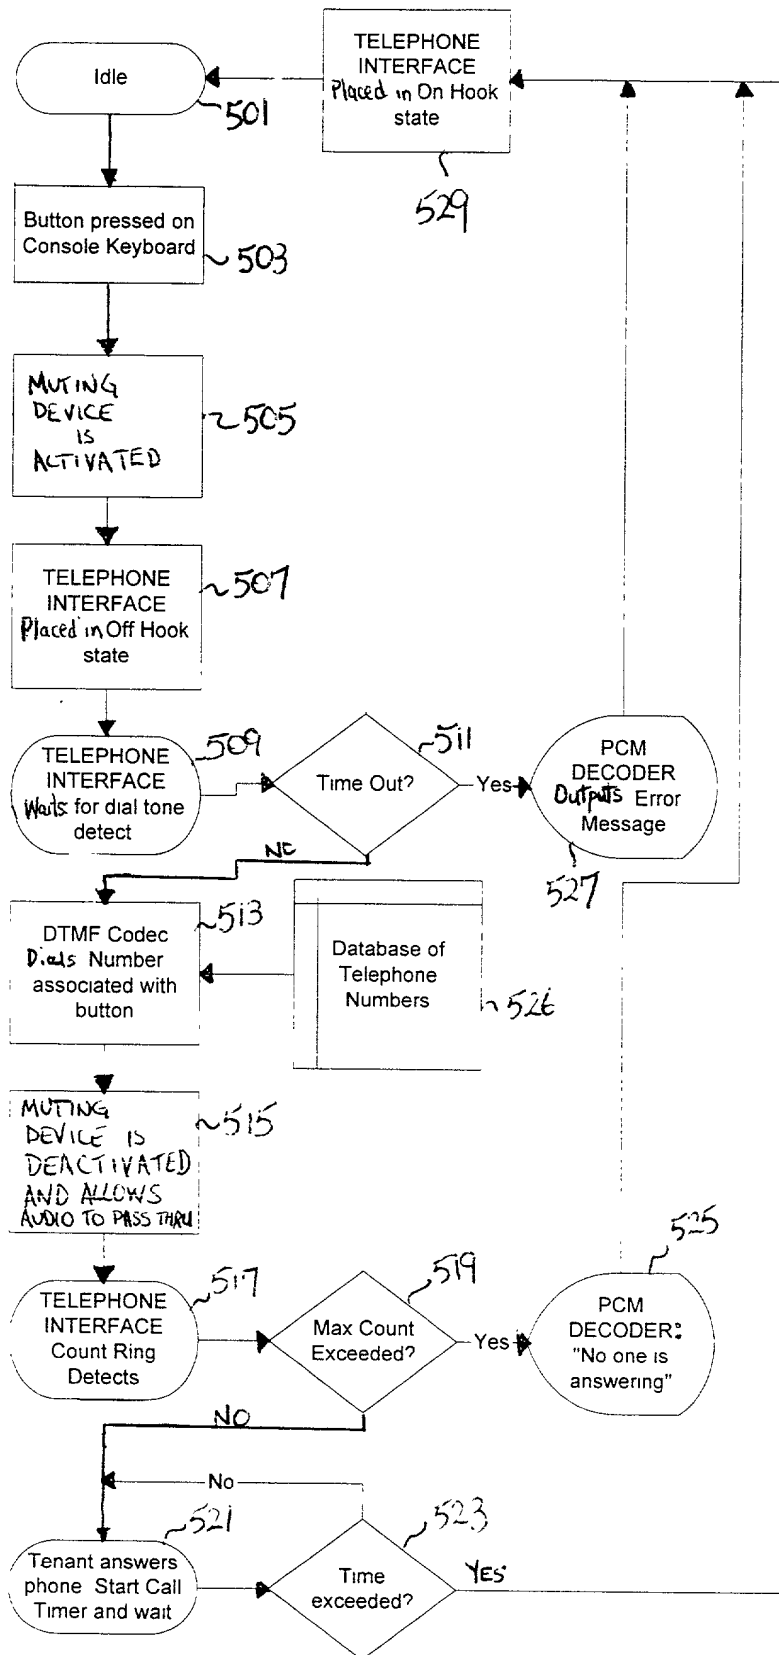 Idle
501
TELEPHONE
INTERFACE
Placed in On Hook
state
529
Button pressed on
Console Keyboard
503
MUTING
DEVICE
IS
ACTIVATED
505
TELEPHONE
INTERFACE
Placed in Off Hook
state
507
TELEPHONE
INTERFACE
Waits for dial tone
detect
509
Time Out?
511
Yes
PCM
DECODER
Outputs Error
Message
527
NO
DTMF Codec
Dials Number
associated with
button
513
Database of
Telephone
Numbers
526
MUTING
DEVICE IS
DEACTIVATED
AND ALLOWS
AUDIO TO PASS THRU
515
TELEPHONE
INTERFACE
Count Ring
Detects
517
Max Count
Exceeded?
519
Yes
PCM
DECODER:
"No one is
answering"
525
NO
No
Tenant answers
phone Start Call
Timer and wait
521
Time
exceeded?
523
YES